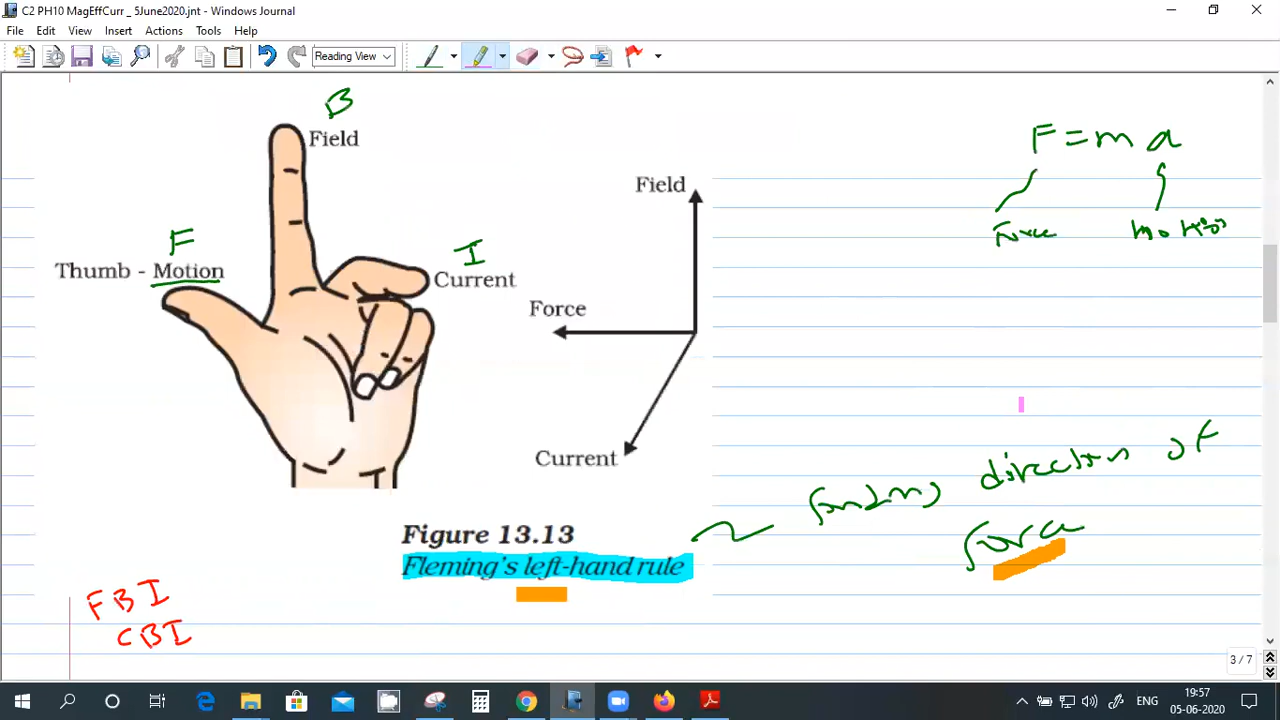 C2 PH10 MagEffCurr _ 5June2020.jnt - Windows Journal
File Edit View Insert Actions Tools Help
Reading View
B
Field
F = m a
Force
Motion
Field
F
Thumb - Motion
I
Current
Force
Current
finding direction of
force
Figure 13.13
Fleming's left-hand rule
FBI
CBI
3 / 7
ENG
19:57
05-06-2020